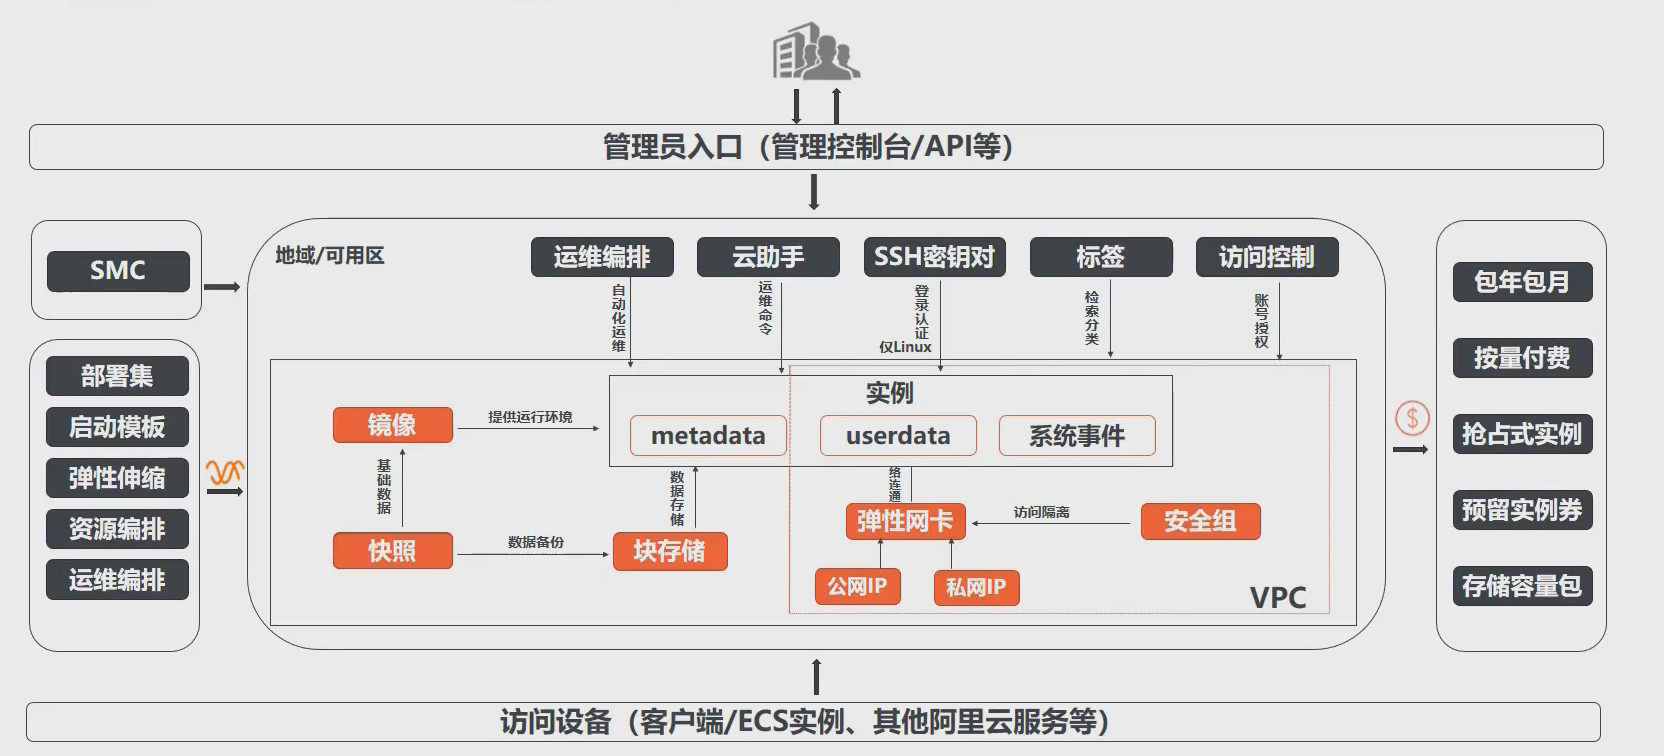 管理员入口（管理控制台/API等）
SMC
部署集
启动模板
弹性伸缩
资源编排
运维编排
地域/可用区
运维编排
云助手
SSH密钥对
标签
访问控制
自动化运维
运维命令
登录认证
仅Linux
检索分类
账号授权
实例
metadata
userdata
系统事件
镜像
提供运行环境
基础数据
数据存储
络连通
快照
数据备份
块存储
弹性网卡
访问隔离
安全组
公网IP
私网IP
VPC
$
包年包月
按量付费
抢占式实例
预留实例券
存储容量包
访问设备（客户端/ECS实例、其他阿里云服务等）